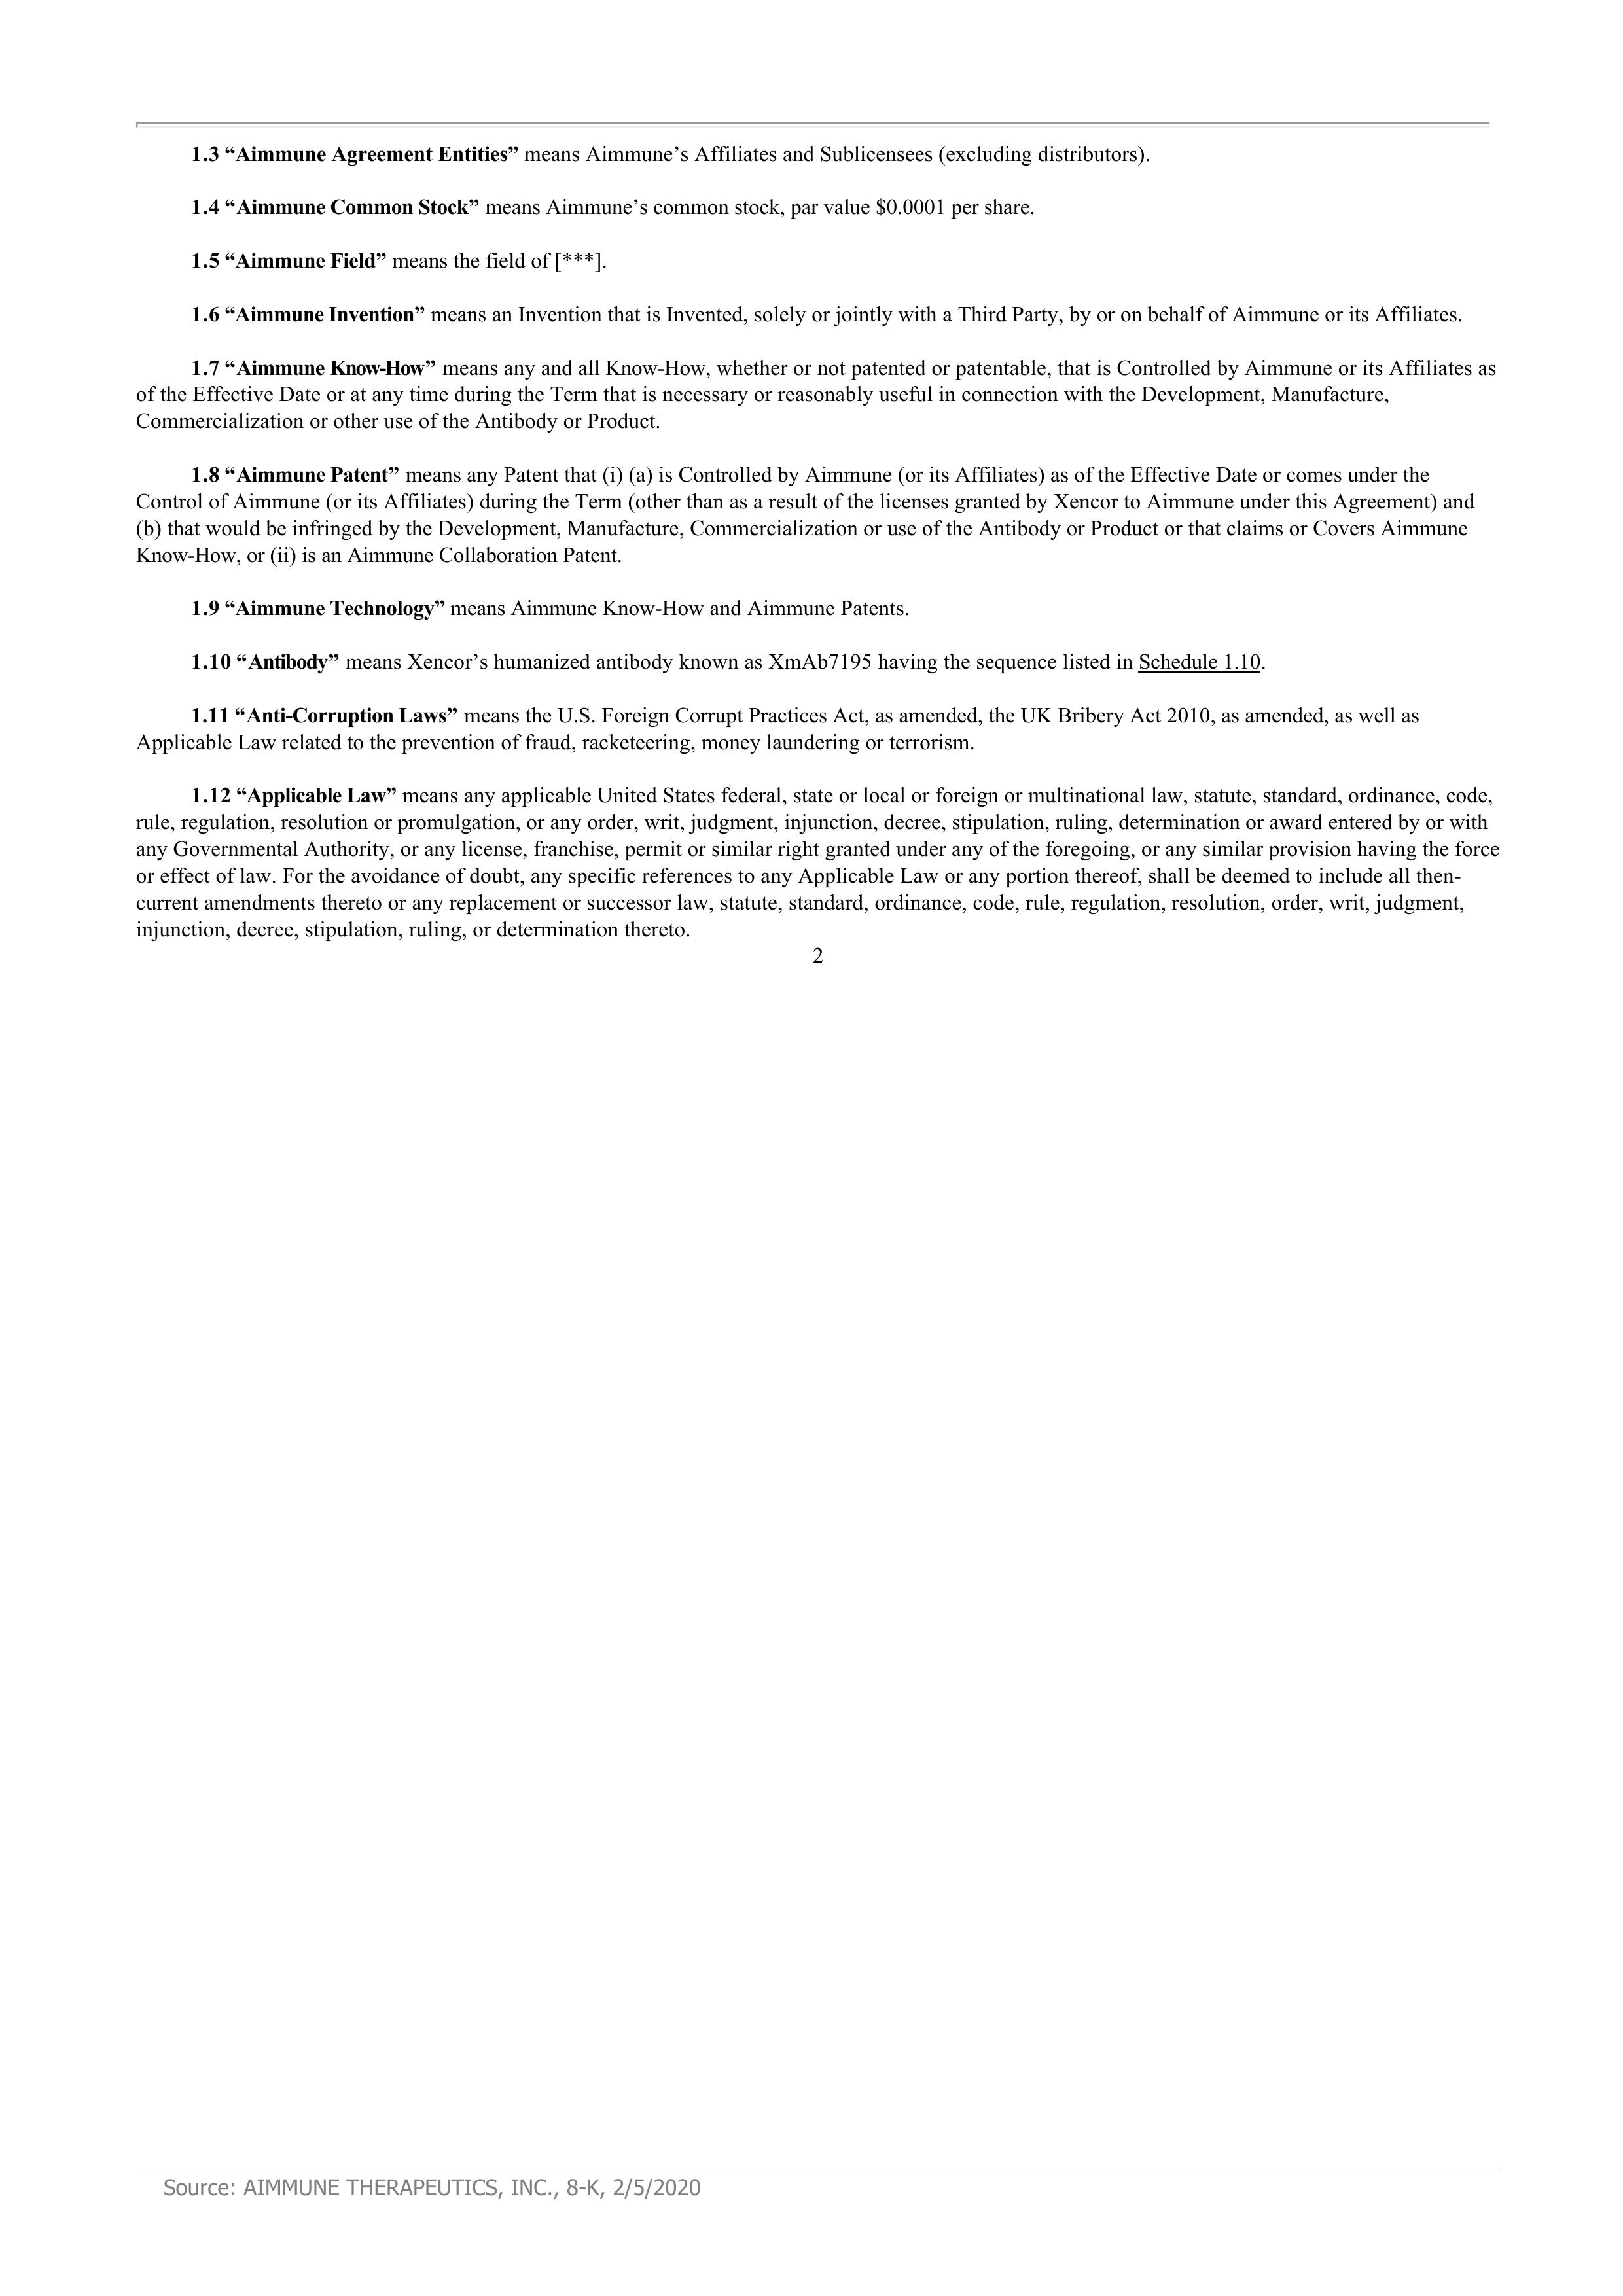 1.3 “Aimmune Agreement Entities” means Aimmune’s Affiliates and Sublicensees (excluding distributors).
1.4 “Aimmune Common Stock” means Aimmune’s common stock, par value $0.0001 per share.
1.5 “Aimmune Field” means the field of [***].
1.6 “Aimmune Invention” means an Invention that is Invented, solely or jointly with a Third Party, by or on behalf of Aimmune or its Affiliates.
1.7 “Aimmune Know-How” means any and all Know-How, whether or not patented or patentable, that is Controlled by Aimmune or its Affiliates as
of the Effective Date or at any time during the Term that is necessary or reasonably useful in connection with the Development, Manufacture,
Commercialization or other use of the Antibody or Product.
1.8 “Aimmune Patent” means any Patent that (i) (a) is Controlled by Aimmune (or its Affiliates) as of the Effective Date or comes under the
Control of Aimmune (or its Affiliates) during the Term (other than as a result of the licenses granted by Xencor to Aimmune under this Agreement) and
(b) that would be infringed by the Development, Manufacture, Commercialization or use of the Antibody or Product or that claims or Covers Aimmune
Know-How, or (ii) is an Aimmune Collaboration Patent.
1.9 “Aimmune Technology” means Aimmune Know-How and Aimmune Patents.
1.10 “Antibody” means Xencor’s humanized antibody known as XmAb7195 having the sequence listed in Schedule 1.10.
1.11 “Anti-Corruption Laws” means the U.S. Foreign Corrupt Practices Act, as amended, the UK Bribery Act 2010, as amended, as well as
Applicable Law related to the prevention of fraud, racketeering, money laundering or terrorism.
1.12 “Applicable Law” means any applicable United States federal, state or local or foreign or multinational law, statute, standard, ordinance, code,
rule, regulation, resolution or promulgation, or any order, writ, judgment, injunction, decree, stipulation, ruling, determination or award entered by or with
any Governmental Authority, or any license, franchise, permit or similar right granted under any of the foregoing, or any similar provision having the force
or effect of law. For the avoidance of doubt, any specific references to any Applicable Law or any portion thereof, shall be deemed to include all then-
current amendments thereto or any replacement or successor law, statute, standard, ordinance, code, rule, regulation, resolution, order, writ, judgment,
injunction, decree, stipulation, ruling, or determination thereto.
2
Source: AIMMUNE THERAPEUTICS, INC., 8-K, 2/5/2020